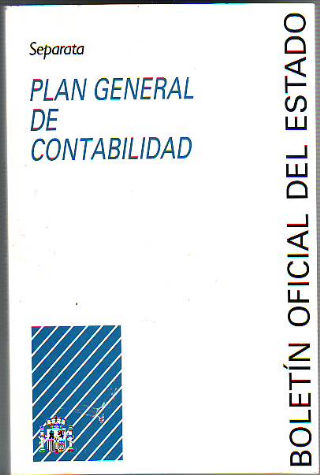 Separata
PLAN GENERAL
DE
CONTABILIDAD
BOLETÍN OFICIAL DEL ESTADO